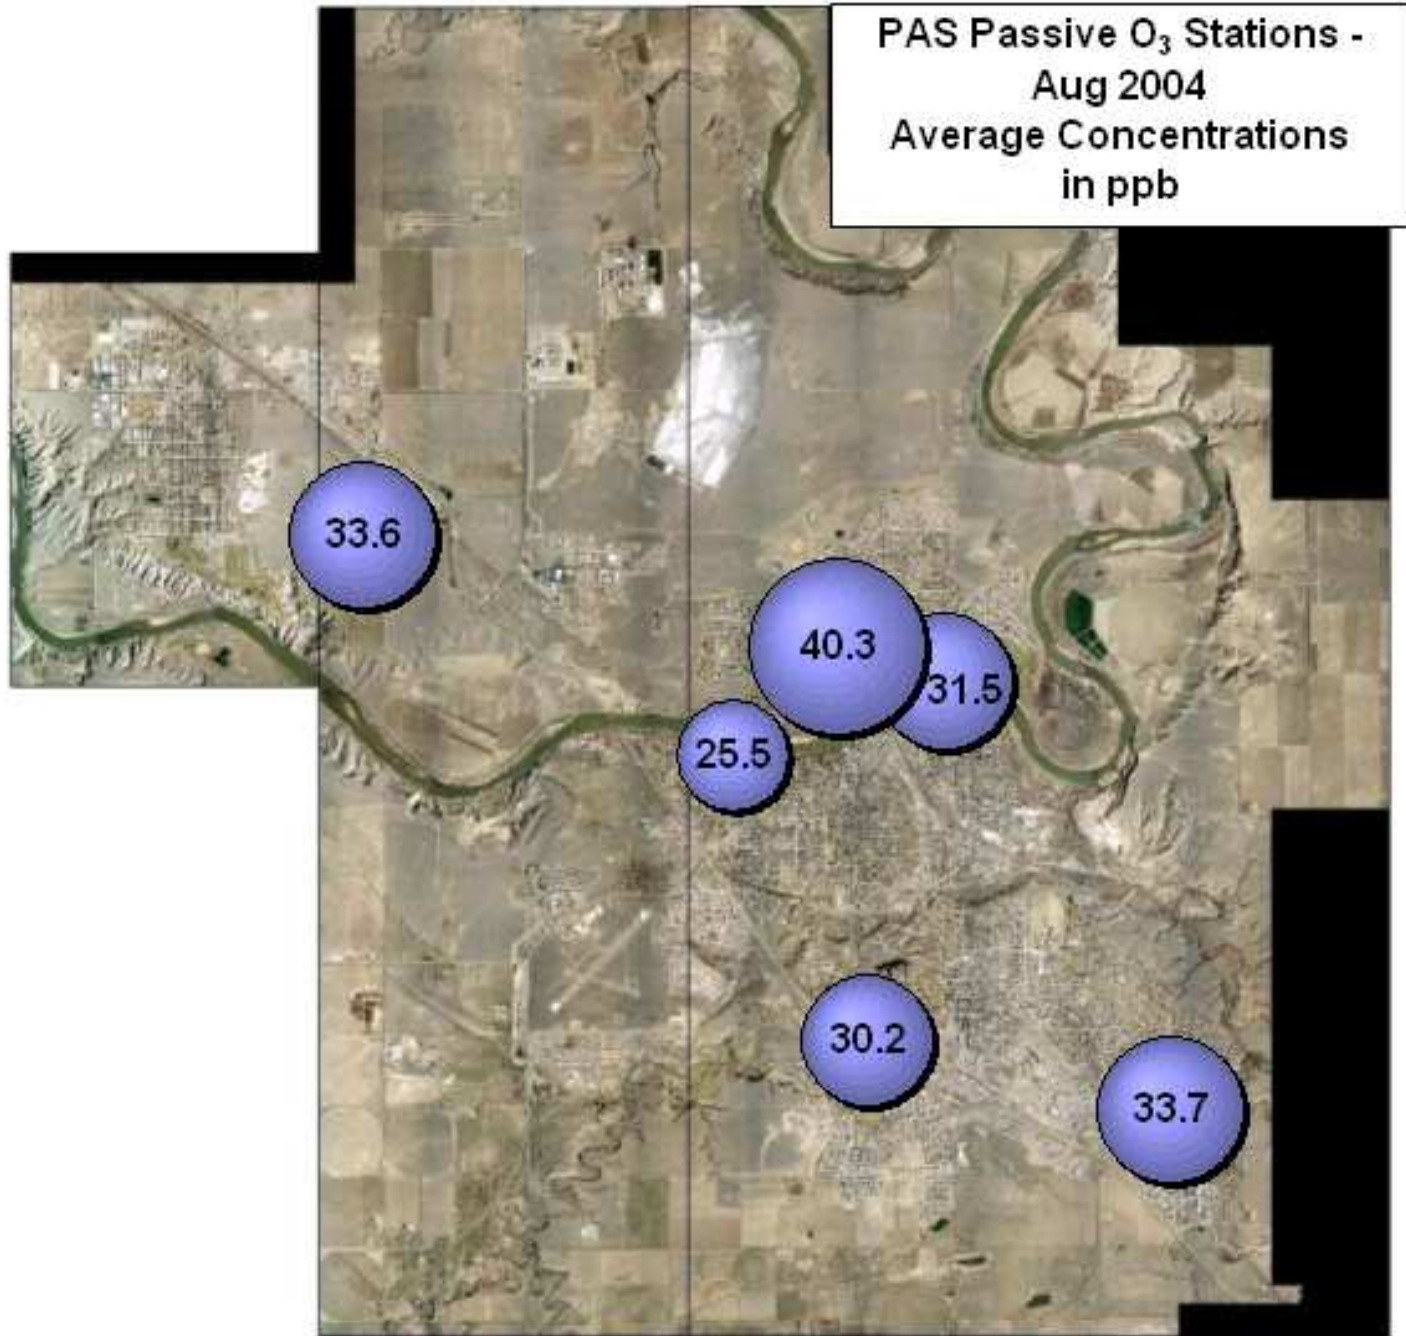 PAS Passive O₃ Stations -
Aug 2004
Average Concentrations
in ppb
33.6
40.3
31.5
25.5
30.2
33.7